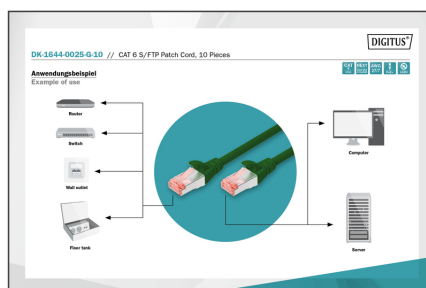 DIGITUS®
DK-1644-0025-G-10 // CAT 6 S/FTP Patch Cord, 10 Pieces
Anwendungsbeispiel
Example of use
Router
Switch
Wall outlet
Floor tank
Computer
Server